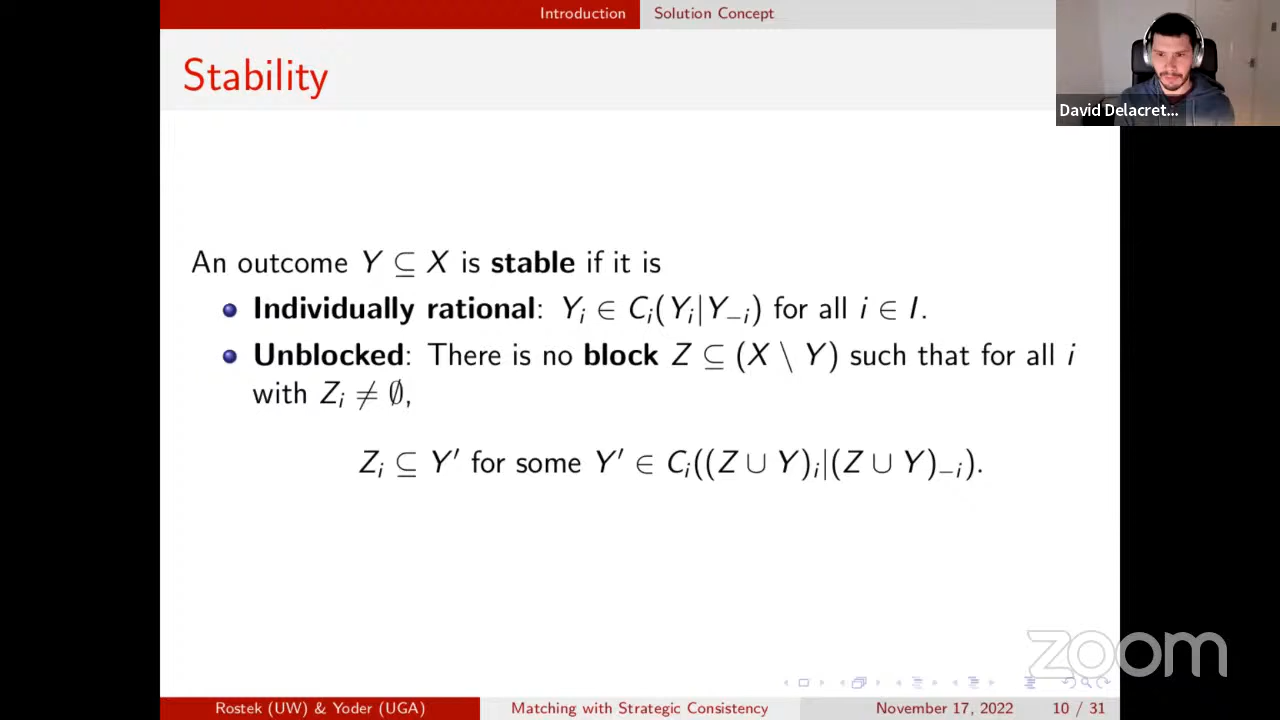 Introduction Solution Concept
Stability
David Delacret...
An outcome Y ⊆ X is stable if it is
Individually rational: Yᵢ ∈ Cᵢ(Yᵢ|Y₋ᵢ) for all i ∈ I.
Unblocked: There is no block Z ⊆ (X \ Y) such that for all i
with Zᵢ ≠ ∅,
Zᵢ ⊆ Y′ for some Y′ ∈ Cᵢ((Z ∪ Y)ᵢ|(Z ∪ Y)₋ᵢ).
zoom
Rostek (UW) & Yoder (UGA) Matching with Strategic Consistency November 17, 2022 10 / 31